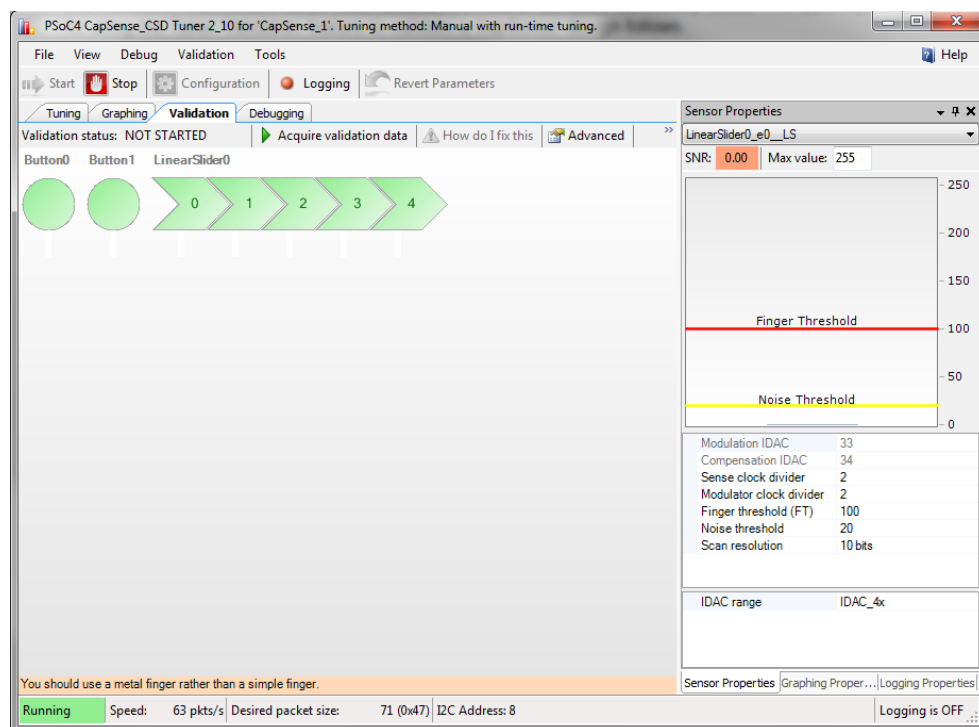 PSoC4 CapSense_CSD Tuner 2_10 for 'CapSense_1'. Tuning method: Manual with run-time tuning.
File View Debug Validation Tools Help
Start Stop Configuration Logging Revert Parameters
Tuning Graphing Validation Debugging
Validation status: NOT STARTED Acquire validation data How do I fix this Advanced »
Button0 Button1 LinearSlider0
0 1 2 3 4
Sensor Properties
LinearSlider0_e0__LS
SNR: 0.00 Max value: 255
250
200
150
Finger Threshold
100
50
Noise Threshold
0
Modulation IDAC 33
Compensation IDAC 34
Sense clock divider 2
Modulator clock divider 2
Finger threshold (FT) 100
Noise threshold 20
Scan resolution 10 bits
IDAC range IDAC_4x
Sensor Properties Graphing Proper... Logging Properties
You should use a metal finger rather than a simple finger.
Running Speed: 63 pkts/s Desired packet size: 71 (0x47) I2C Address: 8 Logging is OFF